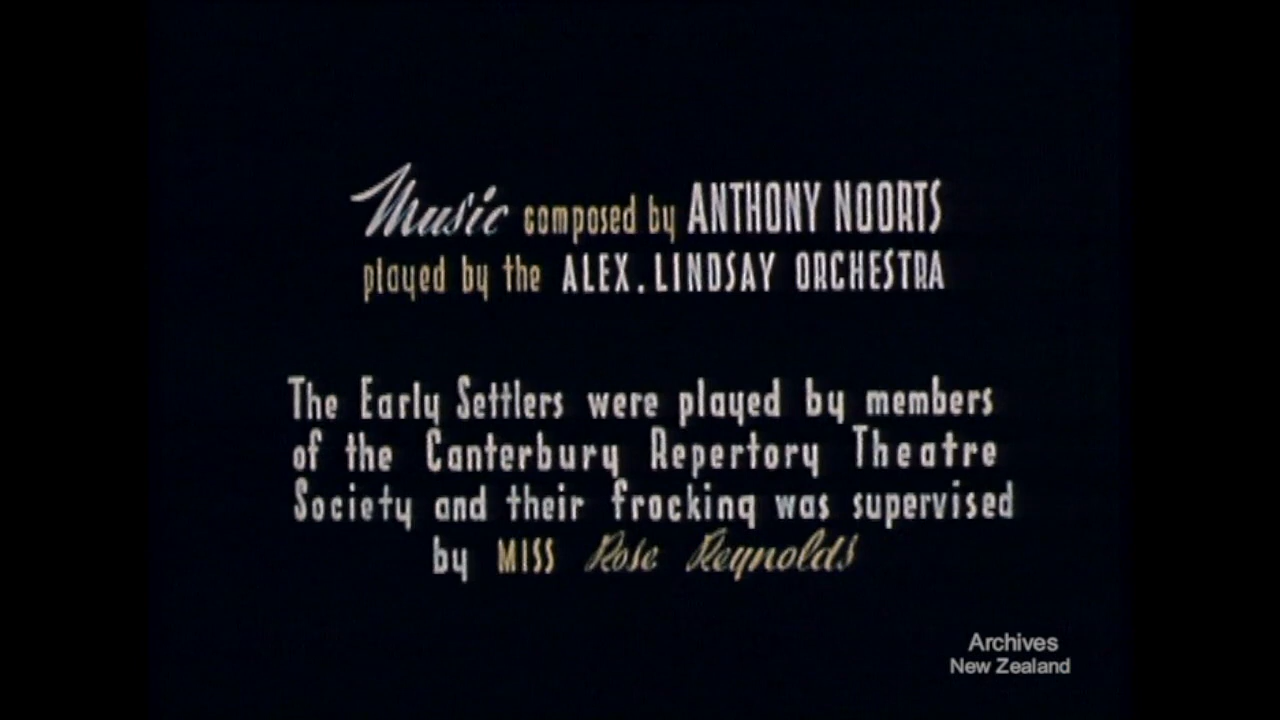 Music composed by ANTHONY NOORTS
played by the ALEX. LINDSAY ORCHESTRA
The Early Settlers were played by members
of the Canterbury Repertory Theatre
Society and their frocking was supervised
by MISS Rose Reynolds
Archives
New Zealand